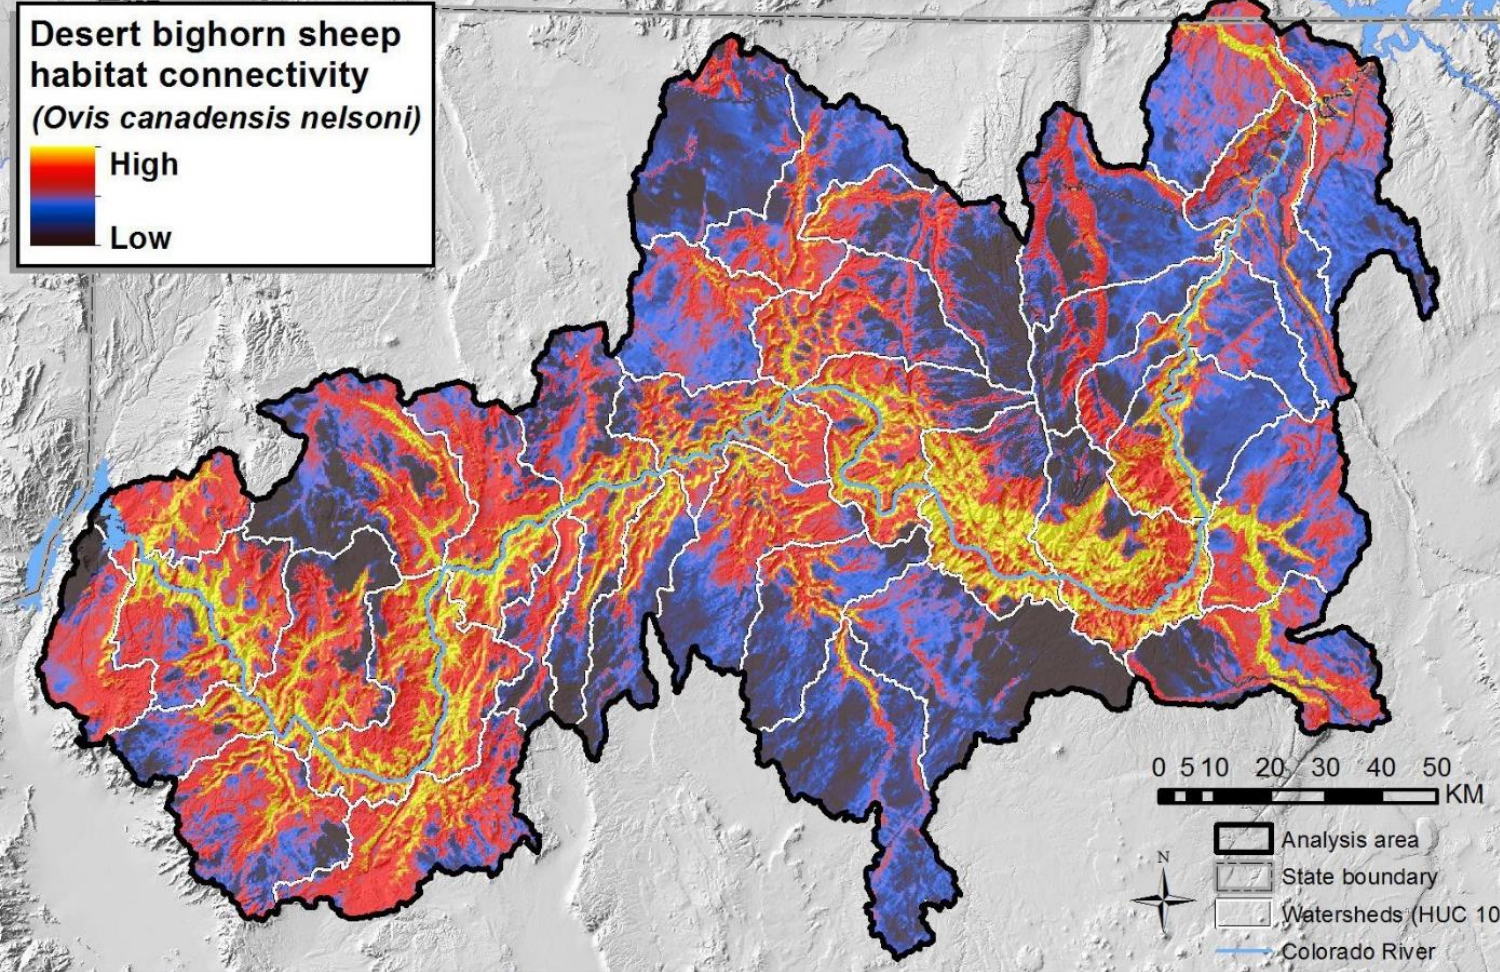 Desert bighorn sheep
habitat connectivity
(Ovis canadensis nelsoni)
High
Low
0 5 10 20 30 40 50
KM
N
Analysis area
State boundary
Watersheds (HUC 10
Colorado River